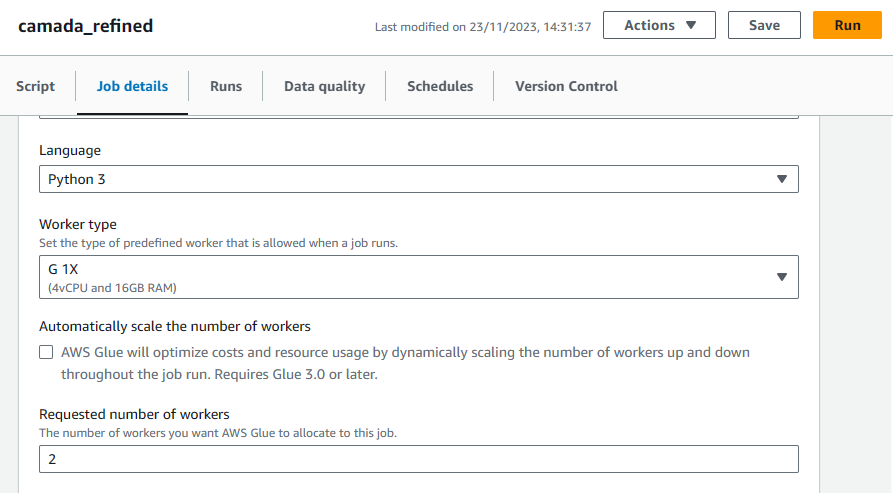 camada_refined
Last modified on 23/11/2023, 14:31:37
Actions
Save
Run
Script
Job details
Runs
Data quality
Schedules
Version Control
Language
Python 3
Worker type
Set the type of predefined worker that is allowed when a job runs.
G 1X
(4vCPU and 16GB RAM)
Automatically scale the number of workers
AWS Glue will optimize costs and resource usage by dynamically scaling the number of workers up and down
throughout the job run. Requires Glue 3.0 or later.
Requested number of workers
The number of workers you want AWS Glue to allocate to this job.
2